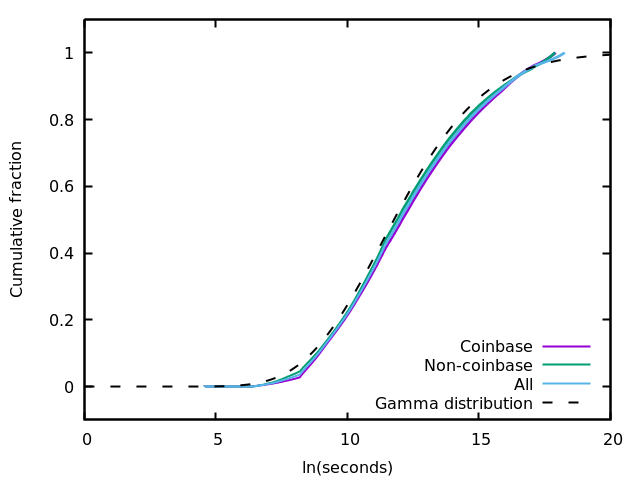 1
0.8
0.6
0.4
0.2
0
Cumulative fraction
Coinbase
Non-coinbase
All
Gamma distribution
0 5 10 15 20
ln(seconds)